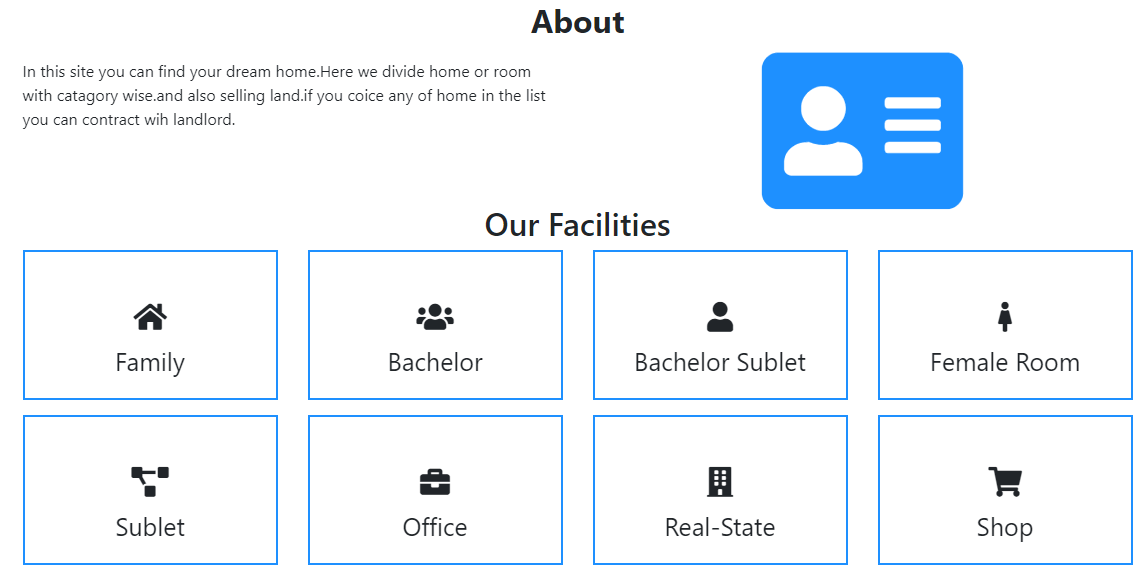 About
In this site you can find your dream home.Here we divide home or room
with catagory wise.and also selling land.if you coice any of home in the list
you can contract wih landlord.
Our Facilities
Family
Bachelor
Bachelor Sublet
Female Room
Sublet
Office
Real-State
Shop